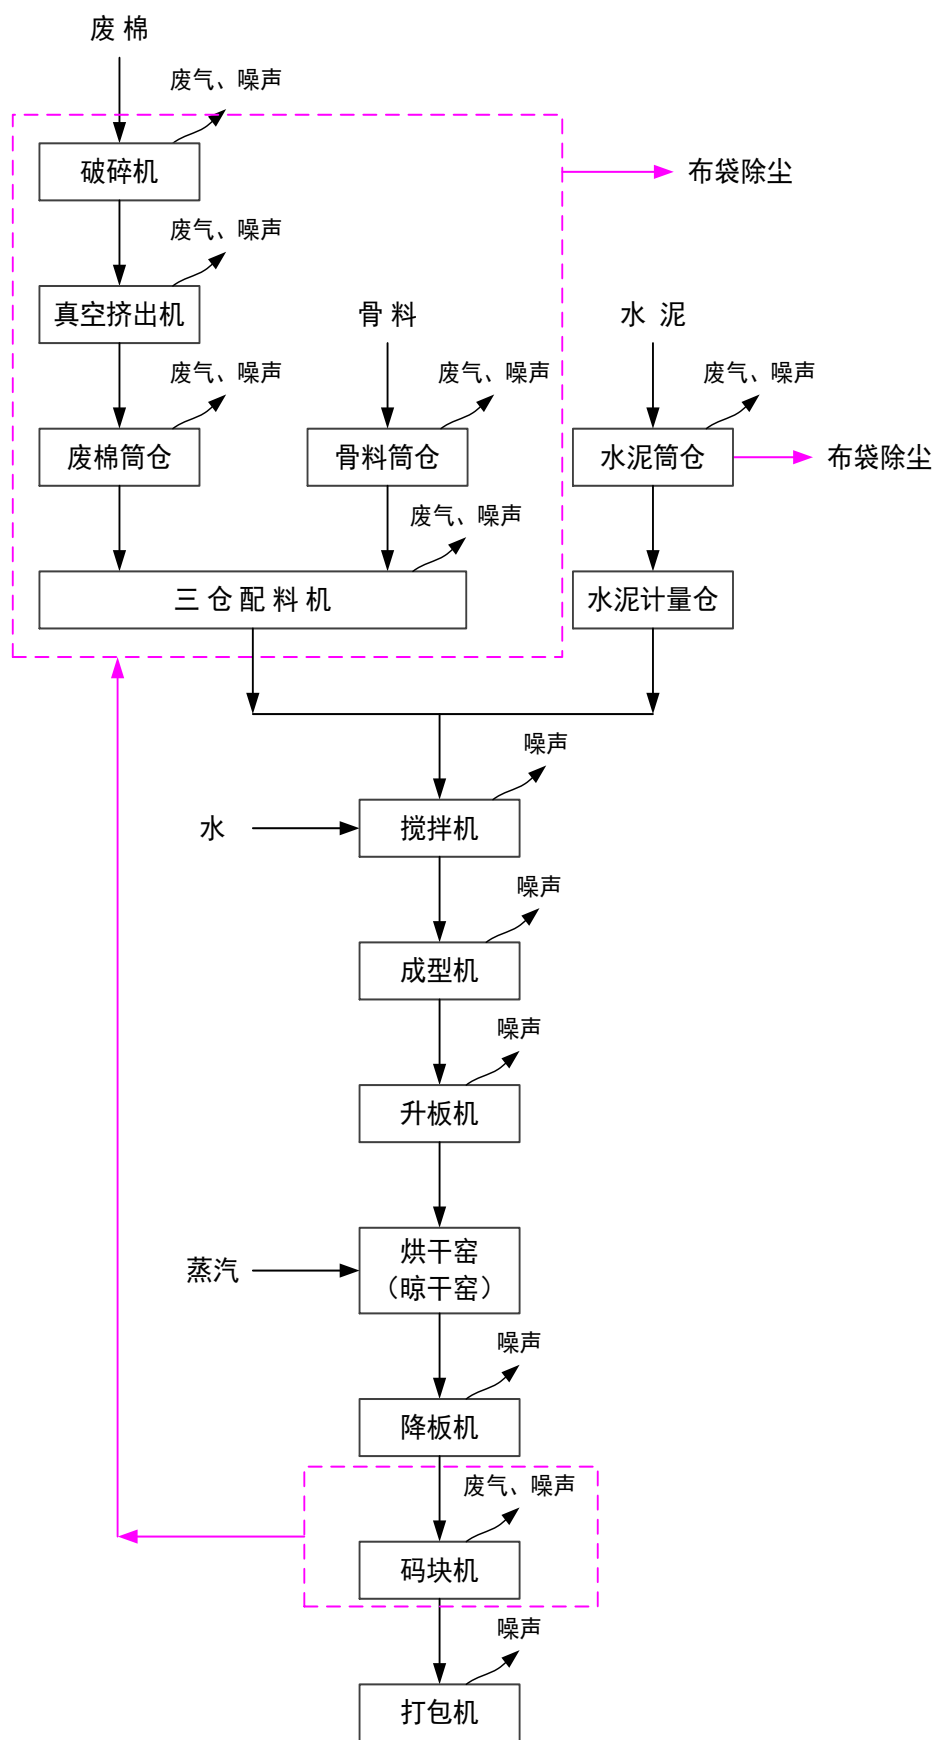 废 棉
废气、噪声
破碎机
布袋除尘
废气、噪声
真空挤出机
骨 料
水 泥
废气、噪声
废气、噪声
废气、噪声
废棉筒仓
骨料筒仓
水泥筒仓
布袋除尘
废气、噪声
三 仓 配 料 机
水泥计量仓
噪声
水
搅拌机
噪声
成型机
噪声
升板机
蒸汽
烘干窑
（晾干窑）
噪声
降板机
废气、噪声
码块机
噪声
打包机